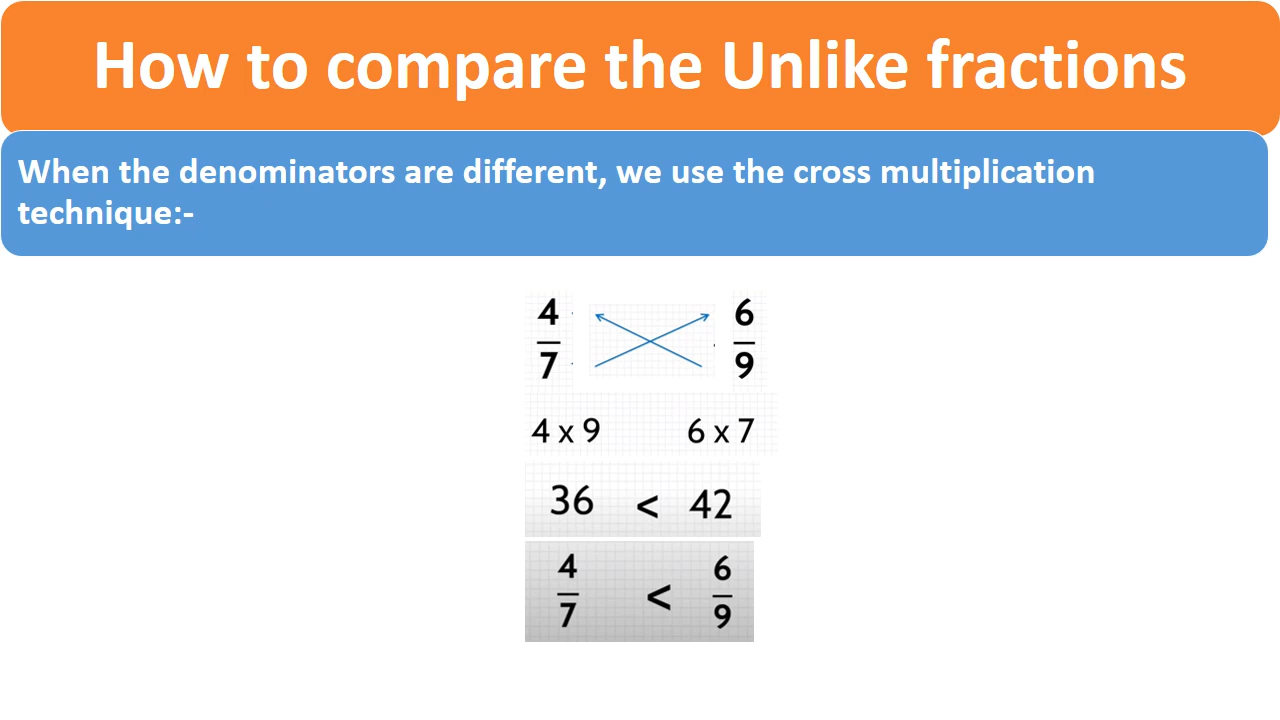 How to compare the Unlike fractions
When the denominators are different, we use the cross multiplication
technique:-
4 6
7 9
4 x 9 6 x 7
36 < 42
4 6
<
7 9